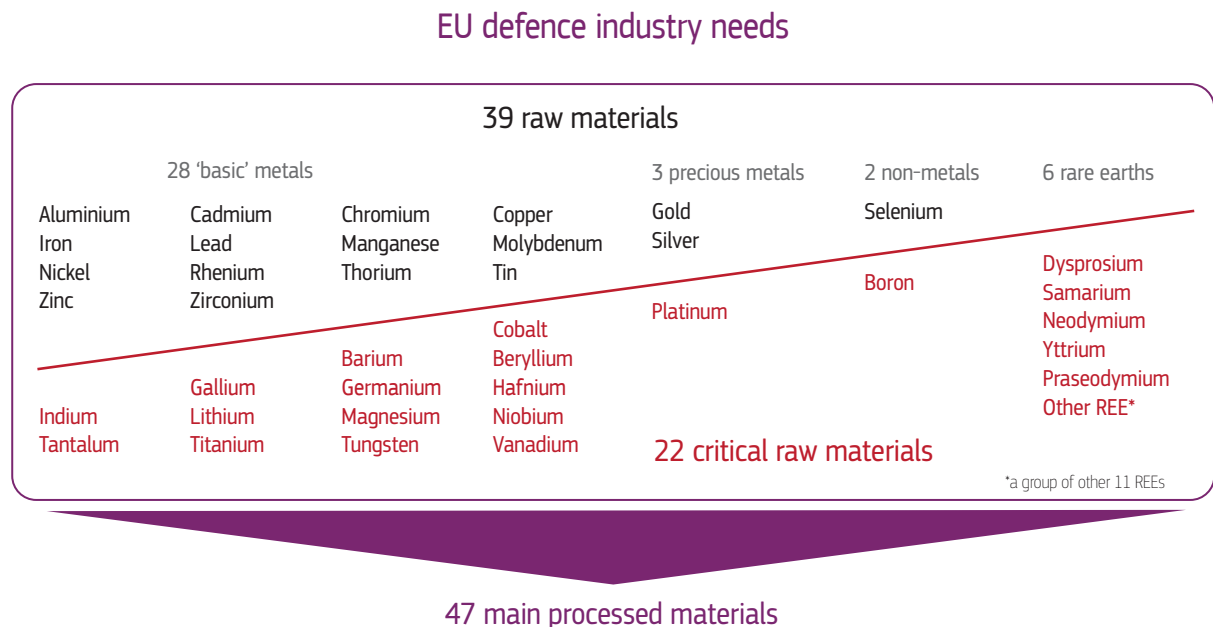 EU defence industry needs
39 raw materials
28 ‘basic’ metals
3 precious metals
2 non-metals
6 rare earths
Aluminium
Iron
Nickel
Zinc
Cadmium
Lead
Rhenium
Zirconium
Chromium
Manganese
Thorium
Copper
Molybdenum
Tin
Gold
Silver
Selenium
Indium
Tantalum
Gallium
Lithium
Titanium
Barium
Germanium
Magnesium
Tungsten
Cobalt
Beryllium
Hafnium
Niobium
Vanadium
Platinum
Boron
Dysprosium
Samarium
Neodymium
Yttrium
Praseodymium
Other REE*
22 critical raw materials
*a group of other 11 REEs
47 main processed materials